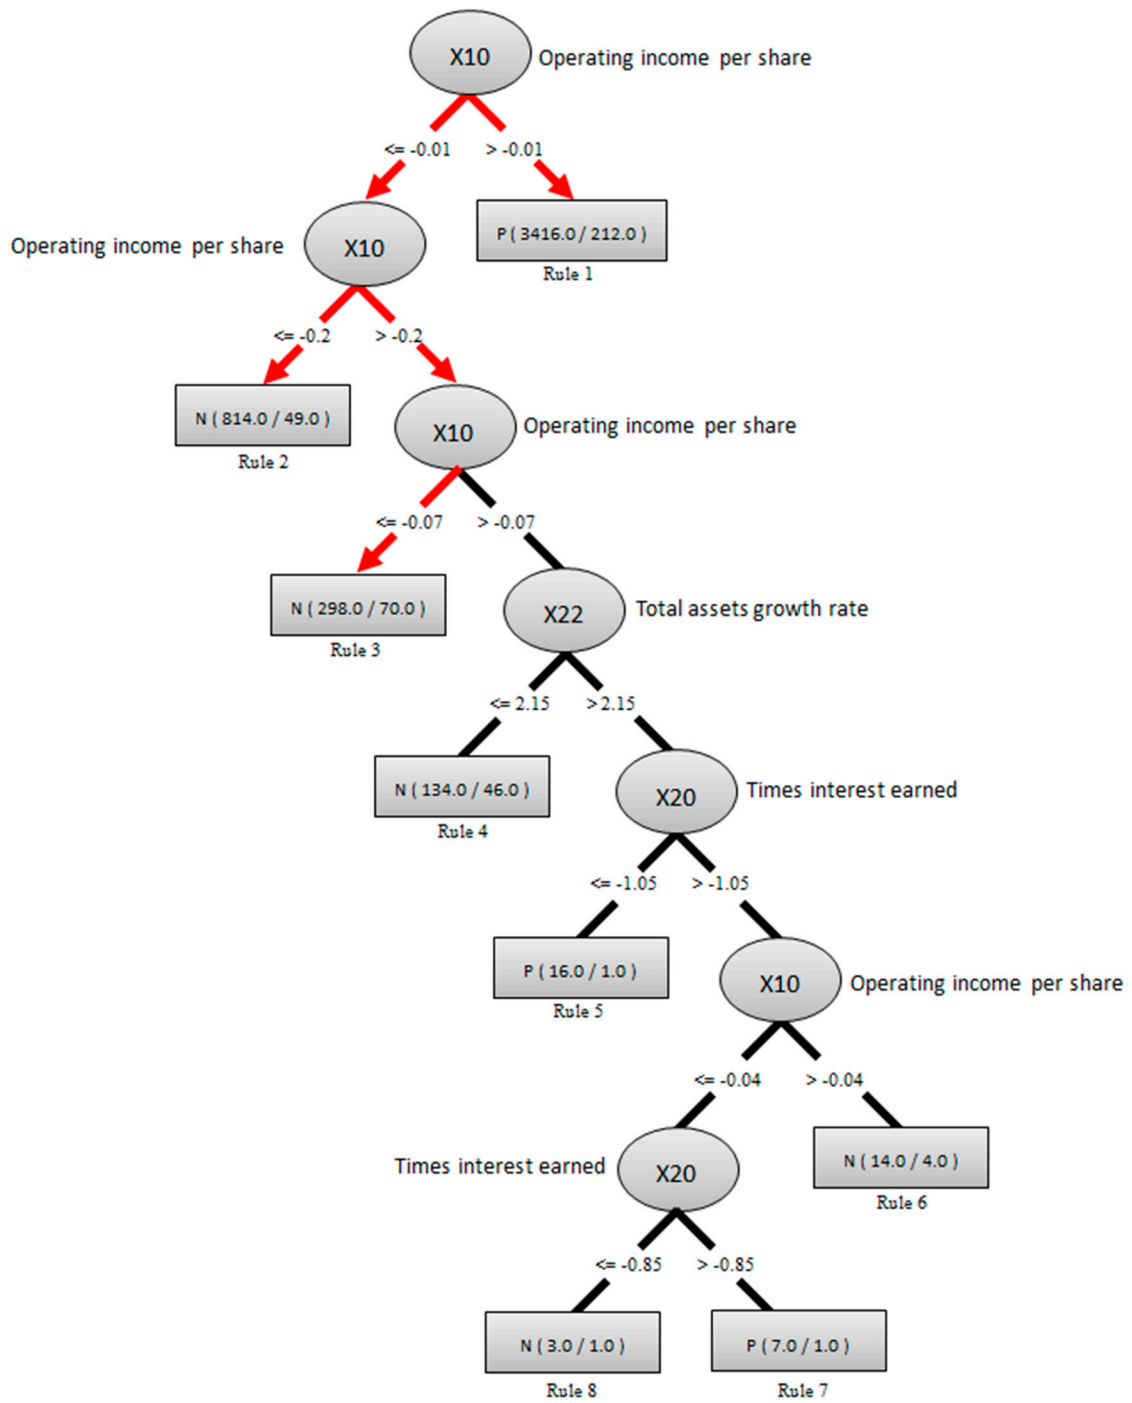 X10
Operating income per share
<= -0.01
> -0.01
P ( 3416.0 / 212.0 )
Rule 1
Operating income per share
X10
<= -0.2
> -0.2
N ( 814.0 / 49.0 )
Rule 2
X10
Operating income per share
<= -0.07
> -0.07
N ( 298.0 / 70.0 )
Rule 3
X22
Total assets growth rate
<= 2.15
> 2.15
N ( 134.0 / 46.0 )
Rule 4
X20
Times interest earned
<= -1.05
> -1.05
P ( 16.0 / 1.0 )
Rule 5
X10
Operating income per share
<= -0.04
> -0.04
Times interest earned
X20
N ( 14.0 / 4.0 )
Rule 6
<= -0.85
> -0.85
N ( 3.0 / 1.0 )
P ( 7.0 / 1.0 )
Rule 8
Rule 7